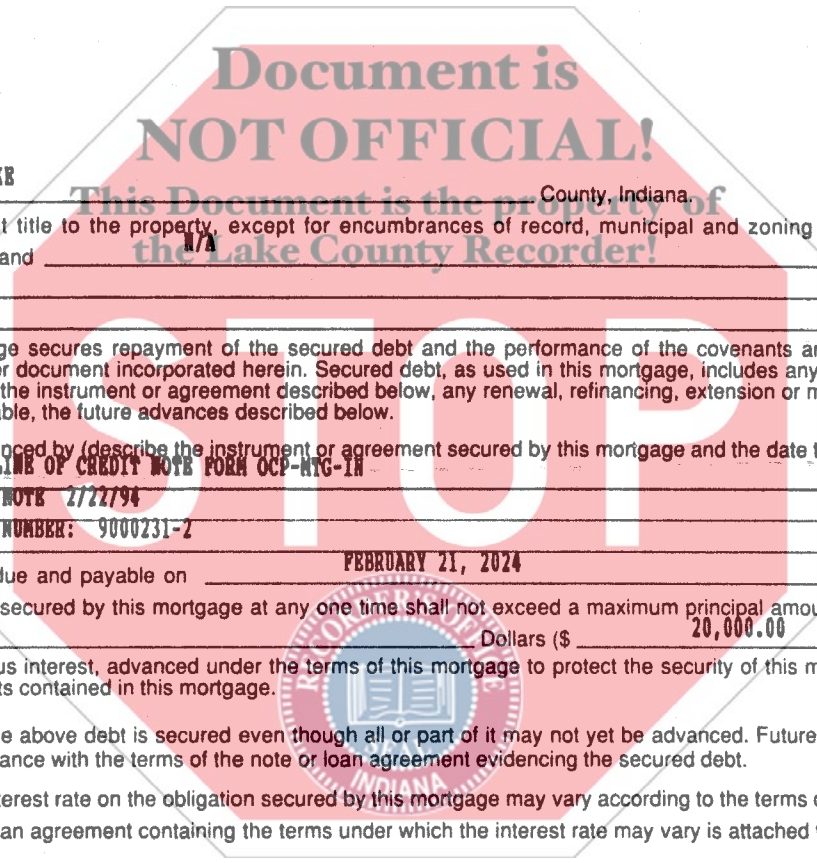 Document is
NOT OFFICIAL!
KE
County, Indiana.
This Document is the property of
t title to the property, except for encumbrances of record, municipal and zoning
N/A
and
the Lake County Recorder!
STOP
ge secures repayment of the secured debt and the performance of the covenants an
r document incorporated herein. Secured debt, as used in this mortgage, includes any
the instrument or agreement described below, any renewal, refinancing, extension or m
ble, the future advances described below.
nced by (describe the instrument or agreement secured by this mortgage and the date t
LINE OF CREDIT NOTE FORM OCP-MTG-IN
NOTE 2/22/94
NUMBER: 9000231-2
due and payable on FEBRUARY 21, 2024
secured by this mortgage at any one time shall not exceed a maximum principal amou
Dollars ($ 20,000.00
us interest, advanced under the terms of this mortgage to protect the security of this m
ts contained in this mortgage.
RECORDER'S OFFICE
SEAL
INDIANA
e above debt is secured even though all or part of it may not yet be advanced. Future
ance with the terms of the note or loan agreement evidencing the secured debt.
terest rate on the obligation secured by this mortgage may vary according to the terms
an agreement containing the terms under which the interest rate may vary is attached